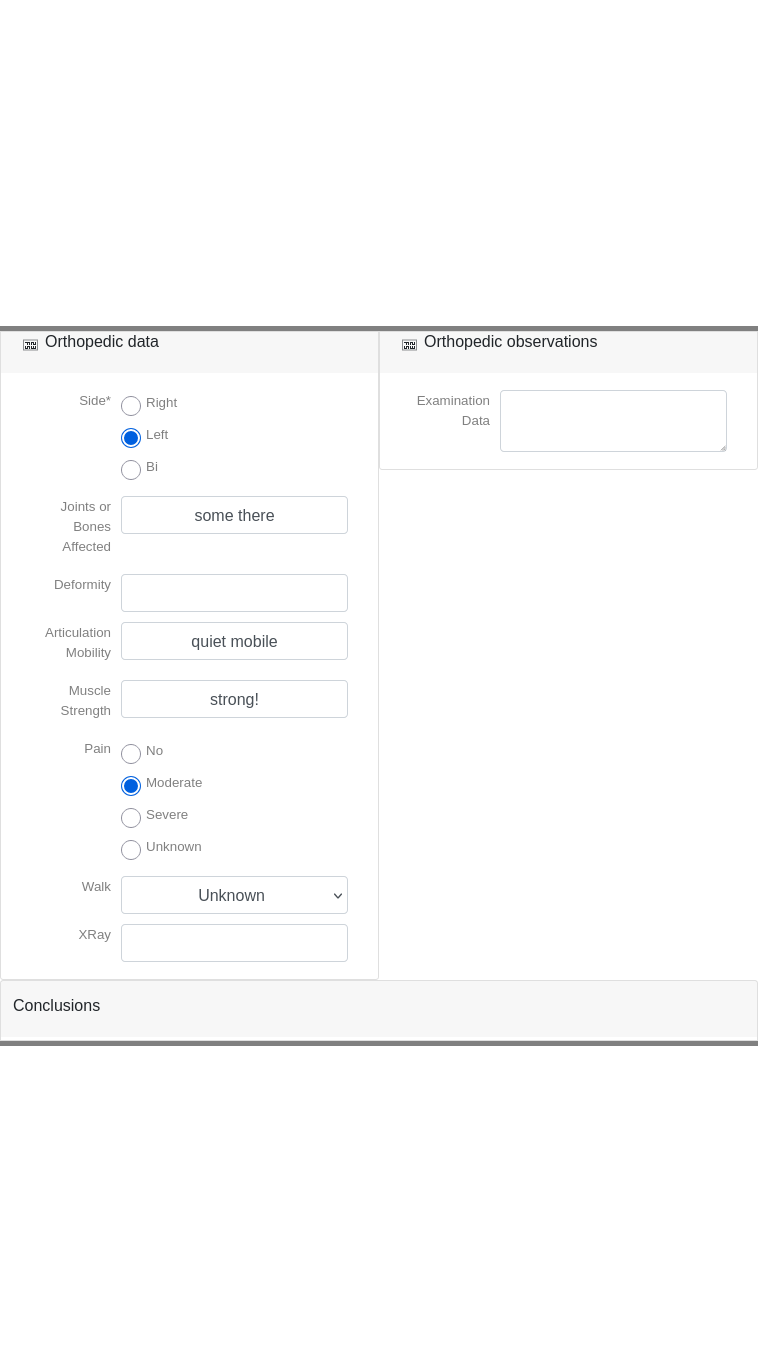 Orthopedic data
Side*
Right
Left
Bi
Joints or
Bones
Affected
some there
Deformity
Articulation
Mobility
quiet mobile
Muscle
Strength
strong!
Pain
No
Moderate
Severe
Unknown
Walk
Unknown
XRay
Orthopedic observations
Examination
Data
Conclusions